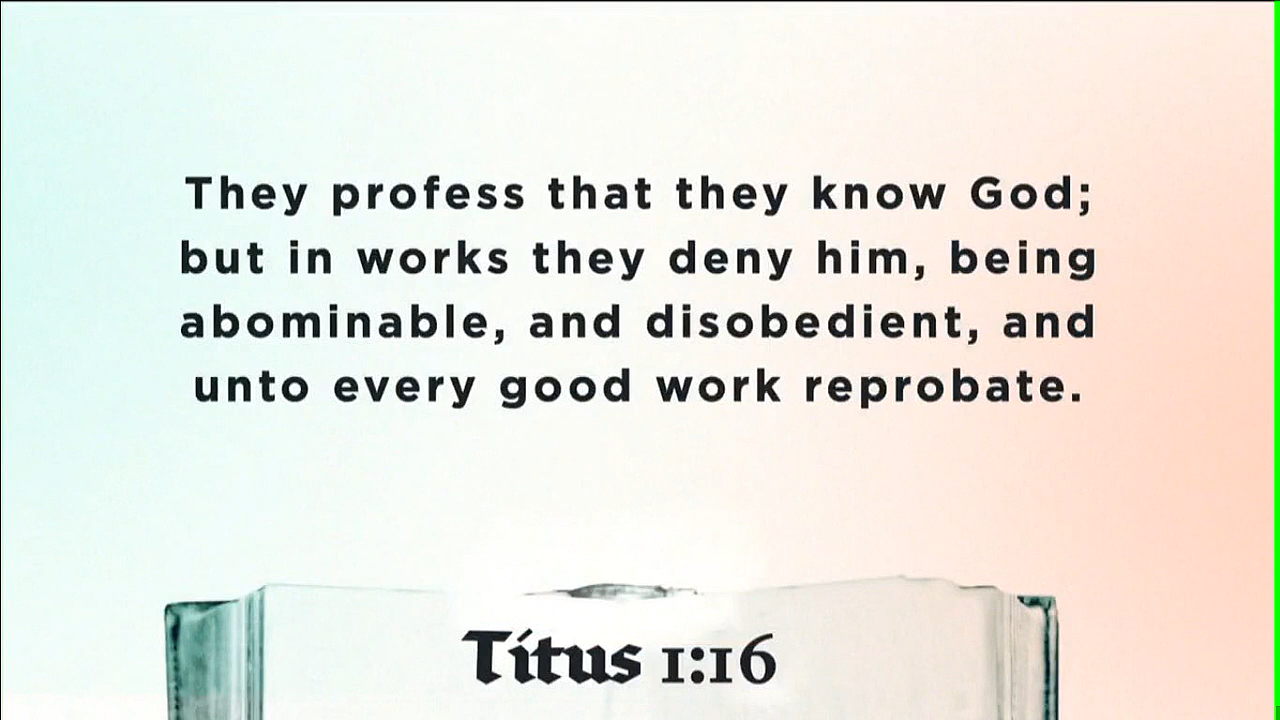 They profess that they know God;
but in works they deny him, being
abominable, and disobedient, and
unto every good work reprobate.
Titus 1:16